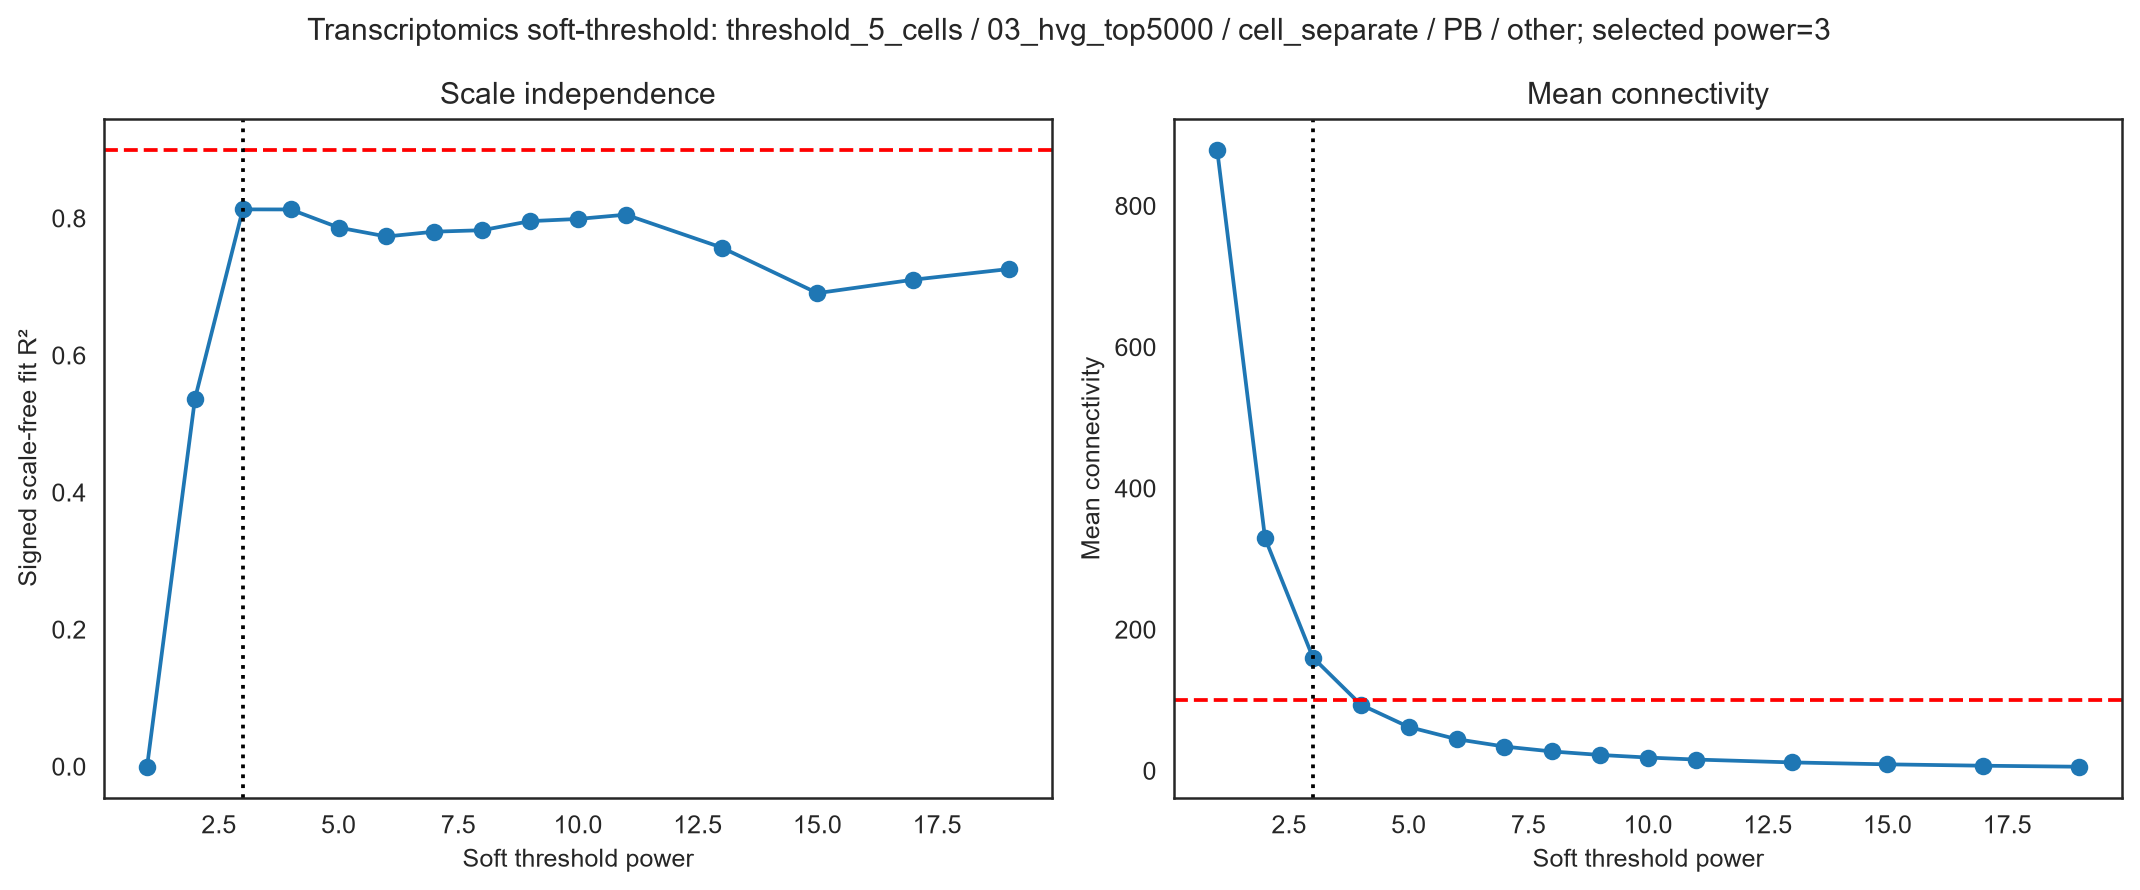 Transcriptomics soft-threshold: threshold_5_cells / 03_hvg_top5000 / cell_separate / PB / other; selected power=3
Scale independence
Signed scale-free fit R²
0.8
0.6
0.4
0.2
0.0
2.5 5.0 7.5 10.0 12.5 15.0 17.5
Soft threshold power
Mean connectivity
Mean connectivity
800
600
400
200
0
2.5 5.0 7.5 10.0 12.5 15.0 17.5
Soft threshold power